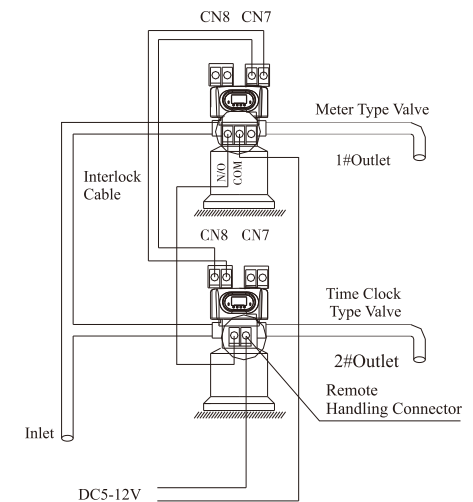 CN8 CN7
Meter Type Valve
1#Outlet
Interlock
Cable
N/O
COM
CN8 CN7
Time Clock
Type Valve
2#Outlet
Remote
Handling Connector
Inlet
DC5-12V